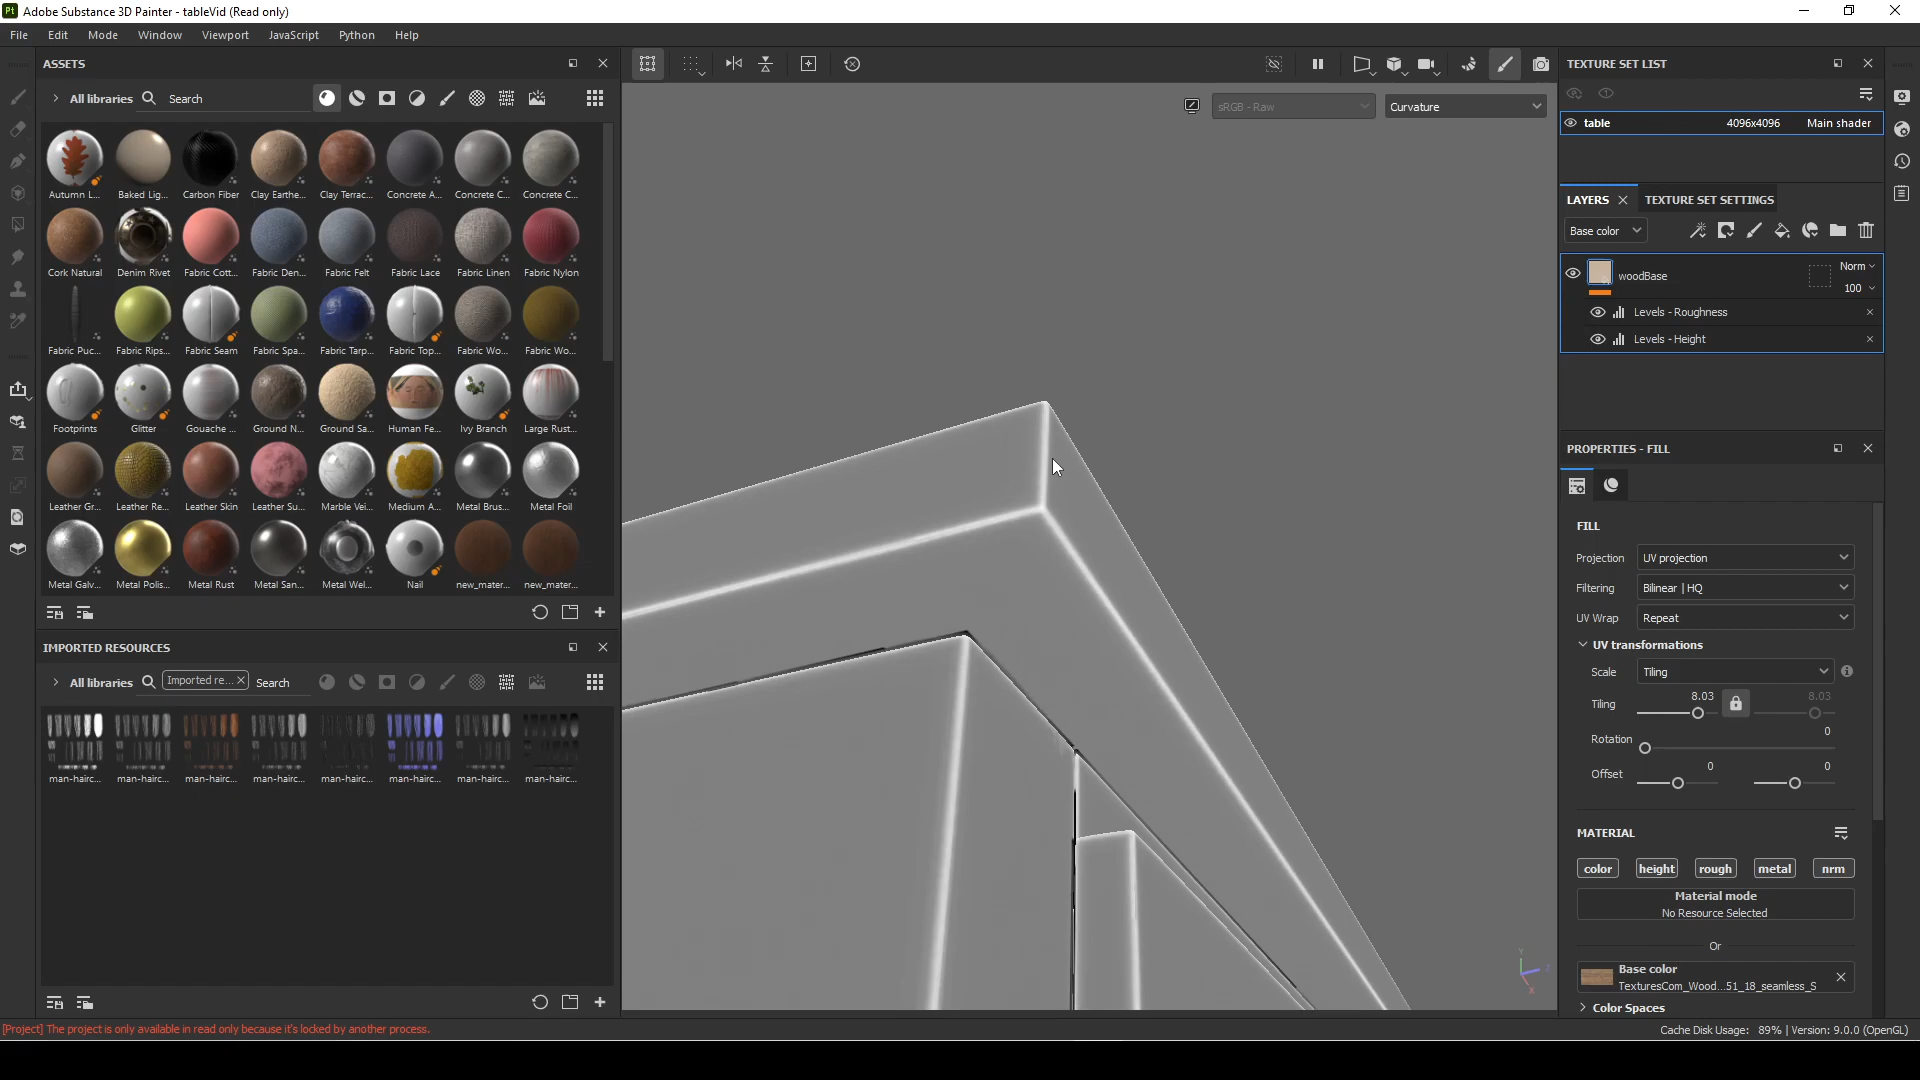 Pt Adobe Substance 3D Painter - tableVid (Read only)
File Edit Mode Window Viewport JavaScript Python Help
ASSETS
All libraries Search
Autumn L... Baked Lig... Carbon Fiber Clay Earthe... Clay Terrac... Concrete A... Concrete C... Concrete C...
Cork Natural Denim Rivet Fabric Cott... Fabric Den... Fabric Felt Fabric Lace Fabric Linen Fabric Nylon
Fabric Puc... Fabric Rips... Fabric Seam Fabric Spa... Fabric Tarp... Fabric Top... Fabric Wo... Fabric Wo...
Footprints Glitter Gouache ... Ground N... Ground Sa... Human Fe... Ivy Branch Large Rust...
Leather Gr... Leather Re... Leather Skin Leather Su... Marble Vei... Medium A... Metal Brus... Metal Foil
Metal Galv... Metal Polis... Metal Rust Metal San... Metal Wel... Nail new_mater... new_mater...
IMPORTED RESOURCES
All libraries Imported re... Search
man-hairc... man-hairc... man-hairc... man-hairc... man-hairc... man-hairc... man-hairc... man-hairc...
[Project] The project is only available in read only because it's locked by another process.
sRGB - Raw Curvature
Y
Z
X
TEXTURE SET LIST
table 4096x4096 Main shader
LAYERS TEXTURE SET SETTINGS
Base color
woodBase Norm
100
Levels - Roughness
Levels - Height
PROPERTIES - FILL
FILL
Projection UV projection
Filtering Bilinear | HQ
UV Wrap Repeat
UV transformations
Scale Tiling
Tiling 8.03 8.03
Rotation 0
Offset 0 0
MATERIAL
color height rough metal nrm
Material mode
No Resource Selected
Or
Base color
TexturesCom_Wood...51_18_seamless_S
Color Spaces
Cache Disk Usage: 89% | Version: 9.0.0 (OpenGL)